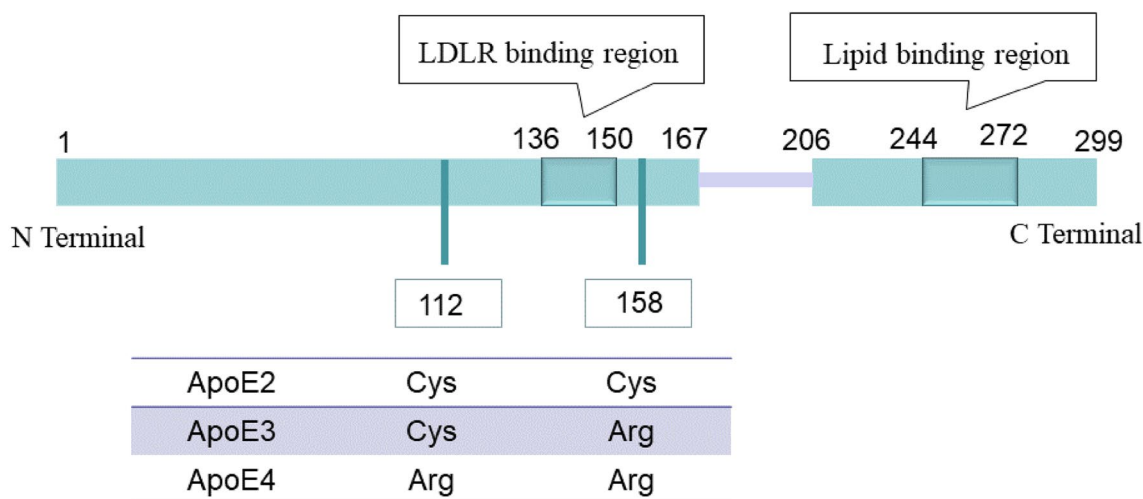 LDLR binding region
Lipid binding region
1
136
150
167
206
244
272
299
N Terminal
C Terminal
112
158
ApoE2 Cys Cys
ApoE3 Cys Arg
ApoE4 Arg Arg